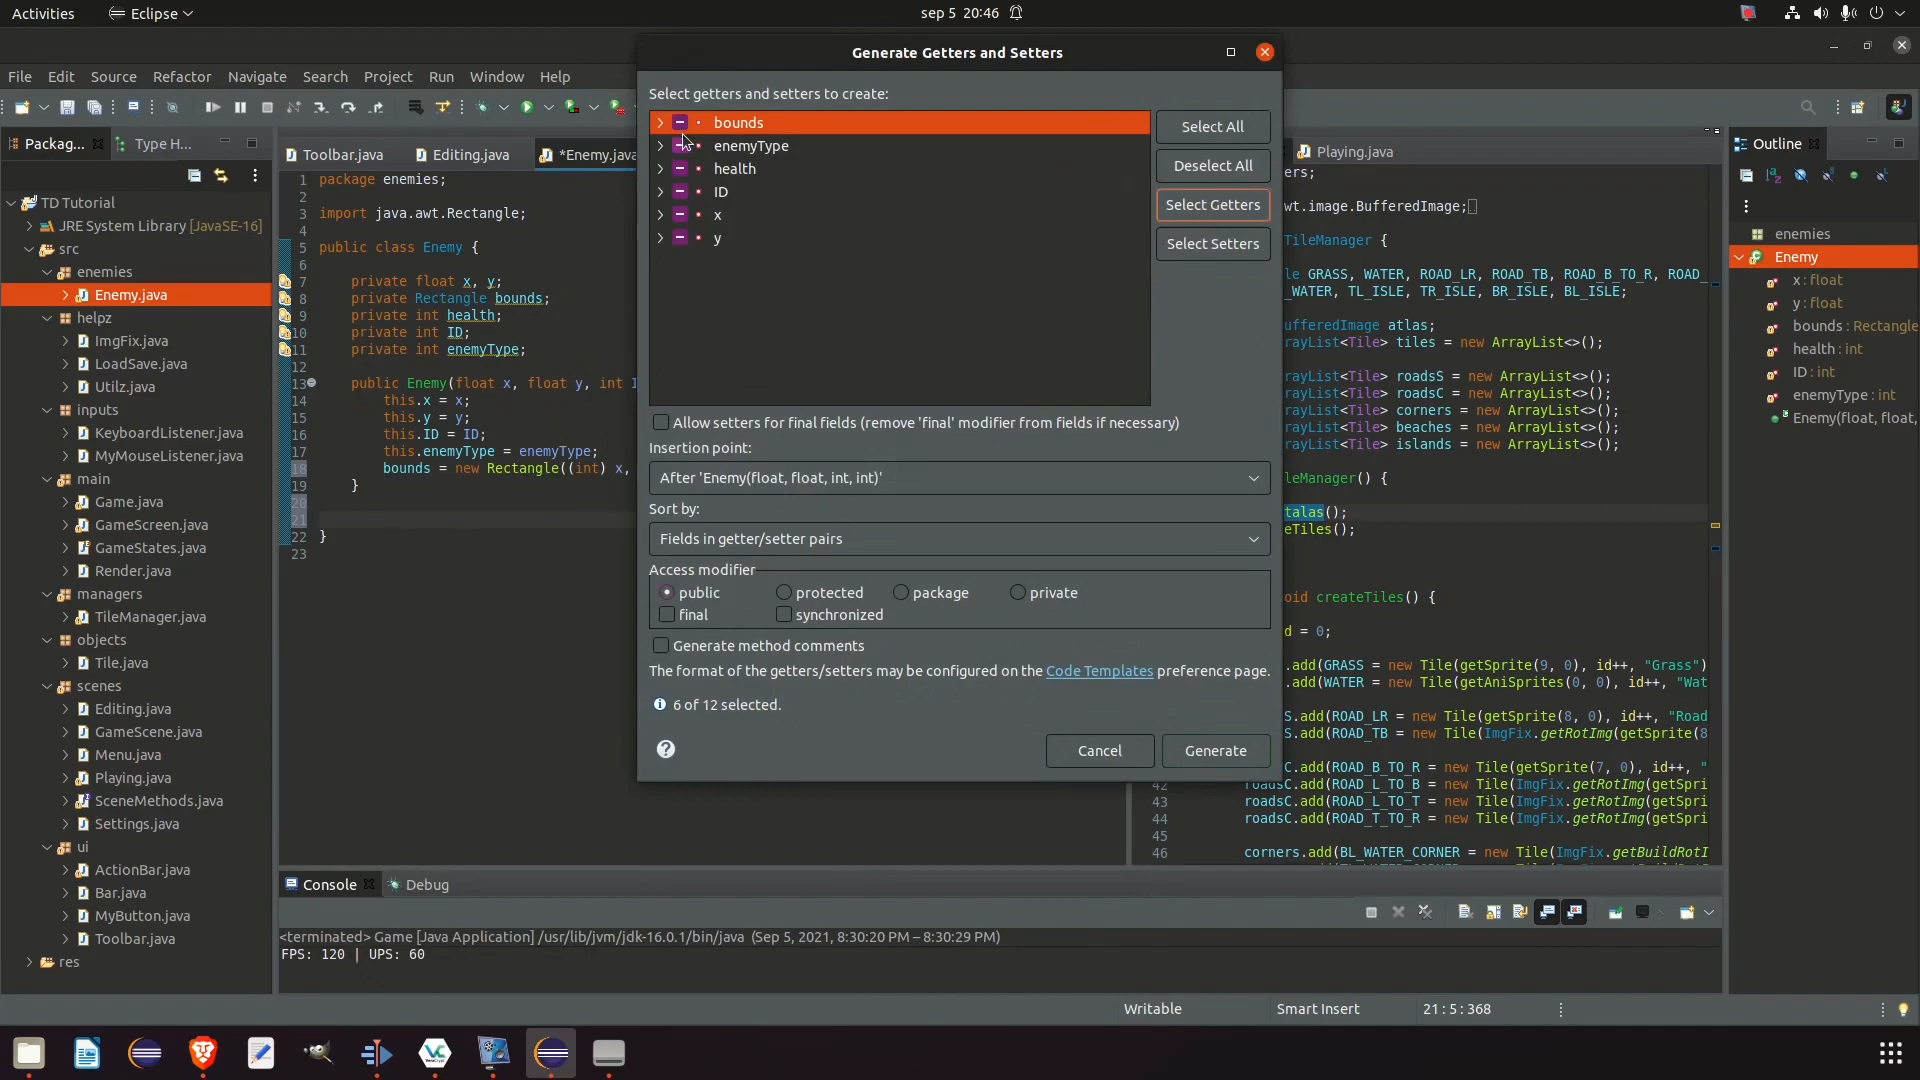 Activities
Eclipse
sep 5 20:46
File Edit Source Refactor Navigate Search Project Run Window Help
Packag...
Type H...
TD Tutorial
JRE System Library [JavaSE-16]
src
enemies
Enemy.java
helpz
ImgFix.java
LoadSave.java
Utilz.java
inputs
KeyboardListener.java
MyMouseListener.java
main
Game.java
GameScreen.java
GameStates.java
Render.java
managers
TileManager.java
objects
Tile.java
scenes
Editing.java
GameScene.java
Menu.java
Playing.java
SceneMethods.java
Settings.java
ui
ActionBar.java
Bar.java
MyButton.java
Toolbar.java
res
Toolbar.java
Editing.java
*Enemy.java
1 package enemies;
2
3 import java.awt.Rectangle;
4
5 public class Enemy {
6
7 private float x, y;
8 private Rectangle bounds;
9 private int health;
10 private int ID;
11 private int enemyType;
12
13 public Enemy(float x, float y, int I
14 this.x = x;
15 this.y = y;
16 this.ID = ID;
17 this.enemyType = enemyType;
18 bounds = new Rectangle((int) x,
19 }
20
21
22 }
23
Generate Getters and Setters
Select getters and setters to create:
bounds
enemyType
health
ID
x
y
Select All
Deselect All
Select Getters
Select Setters
Allow setters for final fields (remove 'final' modifier from fields if necessary)
Insertion point:
After 'Enemy(float, float, int, int)'
Sort by:
Fields in getter/setter pairs
Access modifier
public protected package private
final synchronized
Generate method comments
The format of the getters/setters may be configured on the Code Templates preference page.
6 of 12 selected.
Cancel
Generate
Playing.java
ers;
wt.image.BufferedImage;
TileManager {
le GRASS, WATER, ROAD_LR, ROAD_TB, ROAD_B_TO_R, ROAD_
_WATER, TL_ISLE, TR_ISLE, BR_ISLE, BL_ISLE;
ufferedImage atlas;
rayList<Tile> tiles = new ArrayList<>();
rayList<Tile> roadsS = new ArrayList<>();
rayList<Tile> roadsC = new ArrayList<>();
rayList<Tile> corners = new ArrayList<>();
rayList<Tile> beaches = new ArrayList<>();
rayList<Tile> islands = new ArrayList<>();
leManager() {
talas();
eTiles();
oid createTiles() {
d = 0;
.add(GRASS = new Tile(getSprite(9, 0), id++, "Grass")
.add(WATER = new Tile(getAniSprites(0, 0), id++, "Wat
S.add(ROAD_LR = new Tile(getSprite(8, 0), id++, "Road
S.add(ROAD_TB = new Tile(ImgFix.getRotImg(getSprite(8
C.add(ROAD_B_TO_R = new Tile(getSprite(7, 0), id++, "
42 roadsC.add(ROAD_L_TO_B = new Tile(ImgFix.getRotImg(getSpri
43 roadsC.add(ROAD_L_TO_T = new Tile(ImgFix.getRotImg(getSpri
44 roadsC.add(ROAD_T_TO_R = new Tile(ImgFix.getRotImg(getSpri
45
46 corners.add(BL_WATER_CORNER = new Tile(ImgFix.getBuildRotI
Outline
enemies
Enemy
x : float
y : float
bounds : Rectangle
health : int
ID : int
enemyType : int
Enemy(float, float,
Console
Debug
<terminated> Game [Java Application] /usr/lib/jvm/jdk-16.0.1/bin/java (Sep 5, 2021, 8:30:20 PM – 8:30:29 PM)
FPS: 120 | UPS: 60
Writable
Smart Insert
21 : 5 : 368